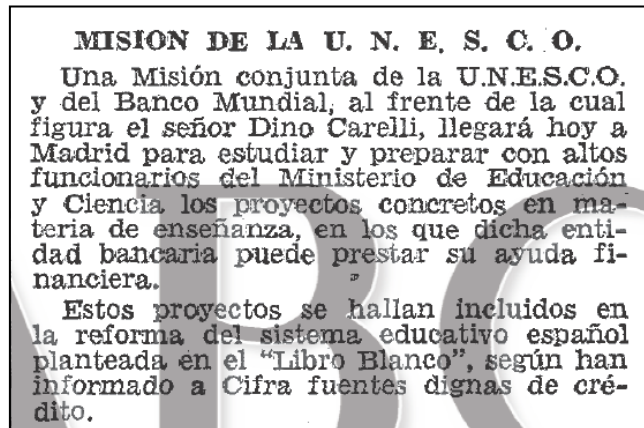 MISION DE LA U. N. E. S. C. O.
Una Misión conjunta de la U.N.E.S.C.O.
y del Banco Mundial, al frente de la cual
figura el señor Dino Carelli, llegará hoy a
Madrid para estudiar y preparar con altos
funcionarios del Ministerio de Educación
y Ciencia los proyectos concretos en ma-
teria de enseñanza, en los que dicha enti-
dad bancaria puede prestar su ayuda fi-
nanciera.
Estos proyectos se hallan incluidos en
la reforma del sistema educativo español
planteada en el "Libro Blanco", según han
informado a Cifra fuentes dignas de cré-
dito.
ABC